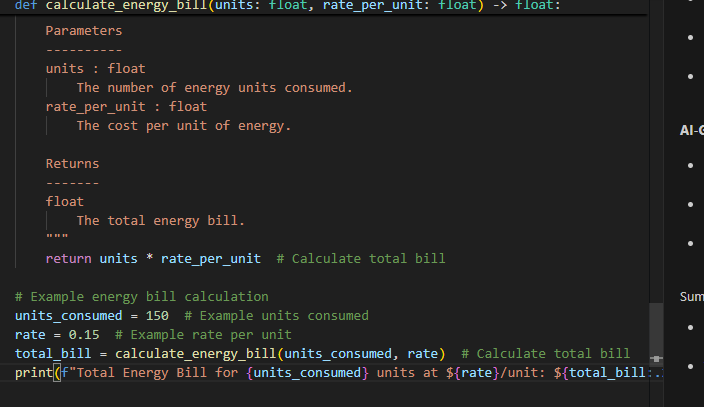 def calculate_energy_bill(units: float, rate_per_unit: float) -> float:
Parameters
----------
units : float
The number of energy units consumed.
rate_per_unit : float
The cost per unit of energy.
Returns
-------
float
The total energy bill.
"""
return units * rate_per_unit  # Calculate total bill
# Example energy bill calculation
units_consumed = 150  # Example units consumed
rate = 0.15  # Example rate per unit
total_bill = calculate_energy_bill(units_consumed, rate)  # Calculate total bill
print(f"Total Energy Bill for {units_consumed} units at ${rate}/unit: ${total_bill:.
AI-G
Sum